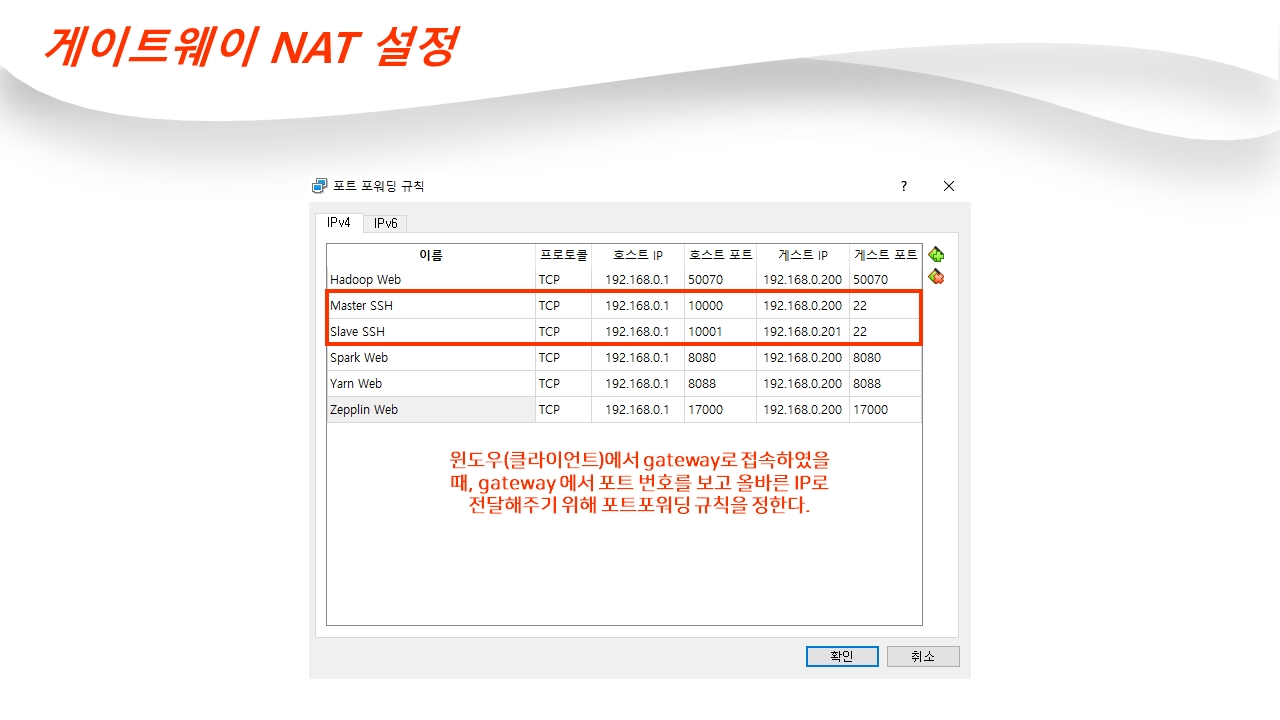 게이트웨이 NAT 설정
포트 포워딩 규칙 ?
IPv4 IPv6
이름 프로토콜 호스트 IP 호스트 포트 게스트 IP 게스트 포트
Hadoop Web TCP 192.168.0.1 50070 192.168.0.200 50070
Master SSH TCP 192.168.0.1 10000 192.168.0.200 22
Slave SSH TCP 192.168.0.1 10001 192.168.0.201 22
Spark Web TCP 192.168.0.1 8080 192.168.0.200 8080
Yarn Web TCP 192.168.0.1 8088 192.168.0.200 8088
Zepplin Web TCP 192.168.0.1 17000 192.168.0.200 17000
윈도우(클라이언트)에서 gateway로 접속하였을
때, gateway 에서 포트 번호를 보고 올바른 IP로
전달해주기 위해 포트포워딩 규칙을 정한다.
확인 취소